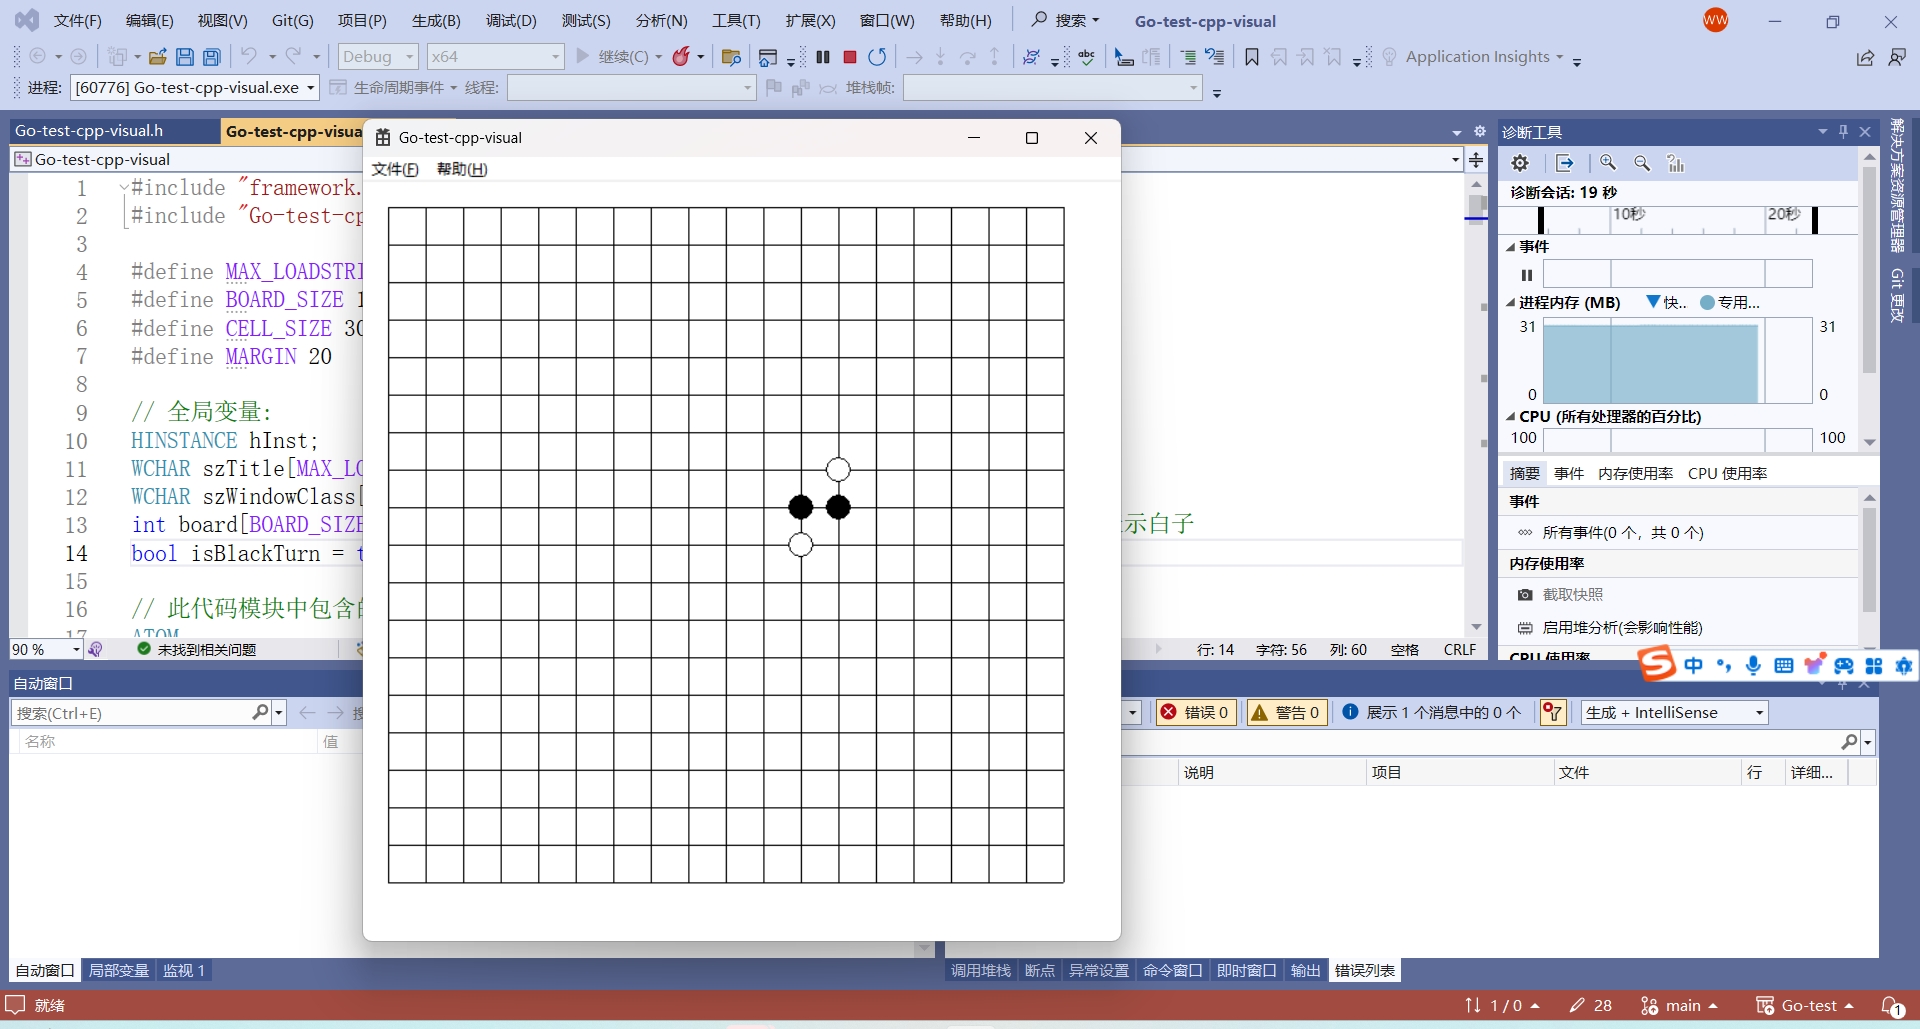 文件(F) 编辑(E) 视图(V) Git(G) 项目(P) 生成(B) 调试(D) 测试(S) 分析(N) 工具(T) 扩展(X) 窗口(W) 帮助(H) 搜索 Go-test-cpp-visual WW
Debug x64 继续(C) abc Application Insights
进程: [60776] Go-test-cpp-visual.exe 生命周期事件 线程: 堆栈帧:
Go-test-cpp-visual.h Go-test-cpp-visua
Go-test-cpp-visual
1 #include "framework.
2 #include "Go-test-cp
3
4 #define MAX_LOADSTRI
5 #define BOARD_SIZE 1
6 #define CELL_SIZE 30
7 #define MARGIN 20
8
9 // 全局变量:
10 HINSTANCE hInst;
11 WCHAR szTitle[MAX_LO
12 WCHAR szWindowClass[
13 int board[BOARD_SIZE
示白子
14 bool isBlackTurn = t
15
16 // 此代码模块中包含的
17 ATOM
90 % 未找到相关问题
行: 14 字符: 56 列: 60 空格 CRLF
Go-test-cpp-visual
文件(F) 帮助(H)
诊断工具
诊断会话: 19 秒
10秒 20秒
事件
进程内存 (MB) 快.. 专用...
31 31
0 0
CPU (所有处理器的百分比)
100 100
摘要 事件 内存使用率 CPU 使用率
事件
所有事件(0 个，共 0 个)
内存使用率
截取快照
启用堆分析(会影响性能)
CPU 使用率
中
解决方案资源管理器
Git 更改
自动窗口
搜索(Ctrl+E)
名称 值
自动窗口 局部变量 监视 1
错误 0 警告 0 展示 1 个消息中的 0 个 生成 + IntelliSense
说明 项目 文件 行 详细...
调用堆栈 断点 异常设置 命令窗口 即时窗口 输出 错误列表
就绪 1 / 0 28 main Go-test 1